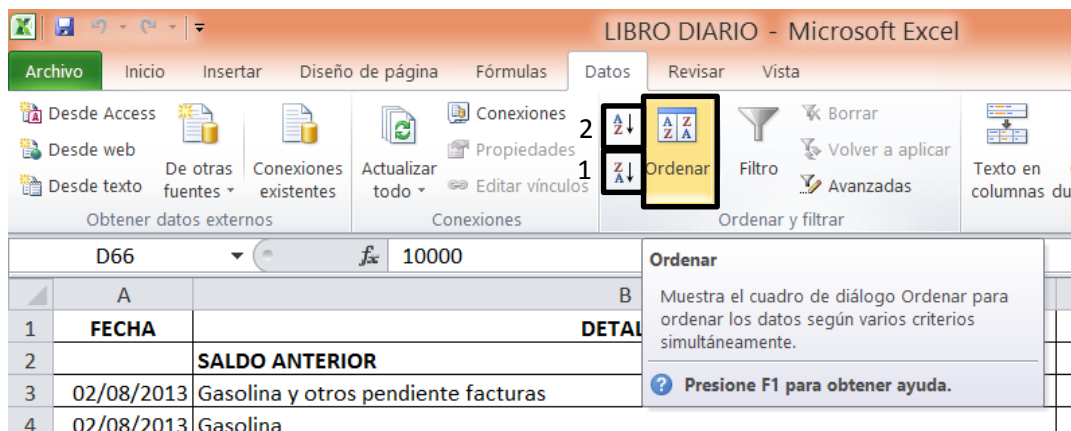 LIBRO DIARIO - Microsoft Excel
Archivo Inicio Insertar Diseño de página Fórmulas Datos Revisar Vista
Desde Access
Desde web
Desde texto
De otras fuentes
Conexiones existentes
Obtener datos externos
Actualizar todo
Conexiones
Propiedades
Editar vínculos
Conexiones
2
1
A Z
Z A
A Z Z A
Ordenar
Filtro
Borrar
Volver a aplicar
Avanzadas
Ordenar y filtrar
Texto en columnas
D66 fx 10000
Ordenar
Muestra el cuadro de diálogo Ordenar para
ordenar los datos según varios criterios
simultáneamente.
Presione F1 para obtener ayuda.
A B
1 FECHA
2 SALDO ANTERIOR
3 02/08/2013 Gasolina y otros pendiente facturas
4 02/08/2013 Gasolina